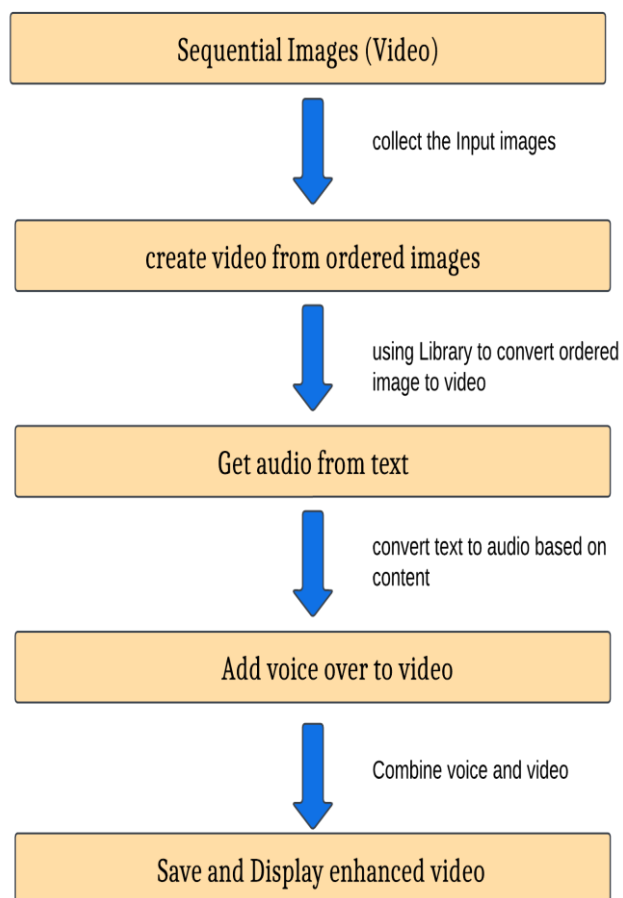 Sequential Images (Video)
collect the Input images
create video from ordered images
using Library to convert ordered
image to video
Get audio from text
convert text to audio based on
content
Add voice over to video
Combine voice and video
Save and Display enhanced video